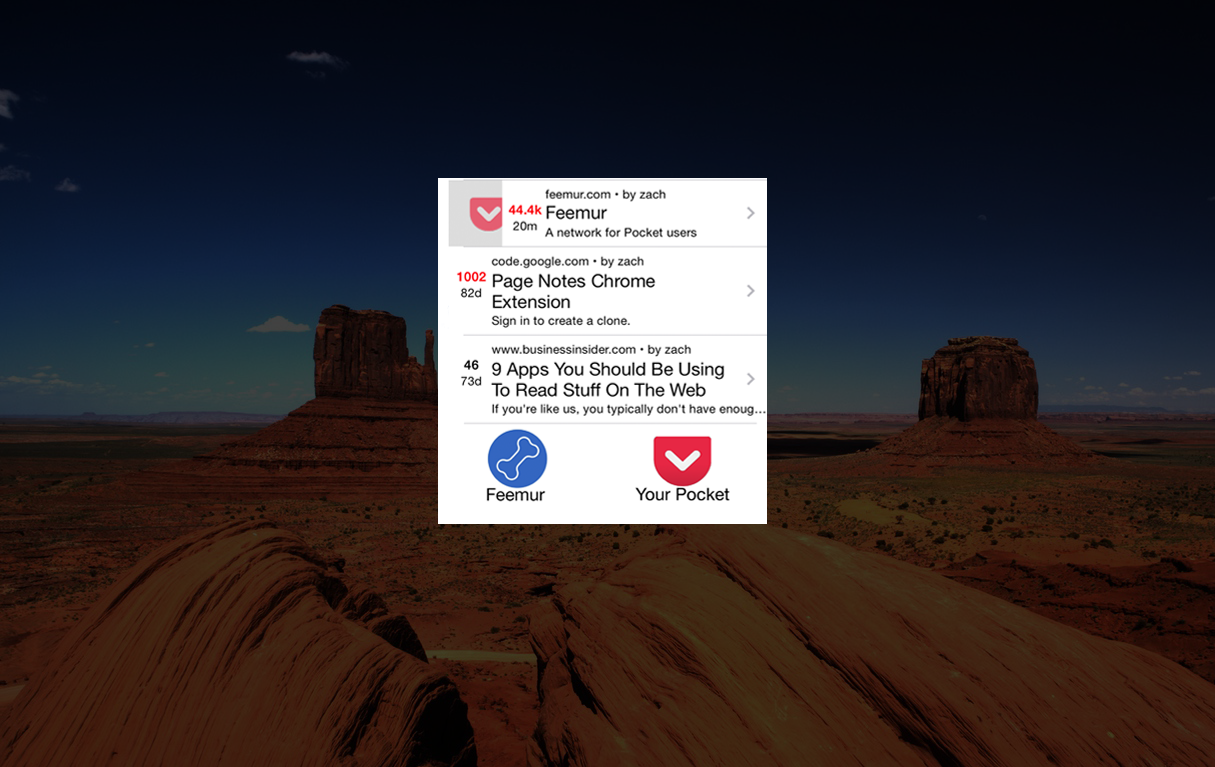 feemur.com • by zach
44.4k
Feemur
20m
A network for Pocket users
code.google.com • by zach
1002
Page Notes Chrome
82d
Extension
Sign in to create a clone.
www.businessinsider.com • by zach
46
9 Apps You Should Be Using
73d
To Read Stuff On The Web
If you're like us, you typically don't have enoug...
Feemur
Your Pocket